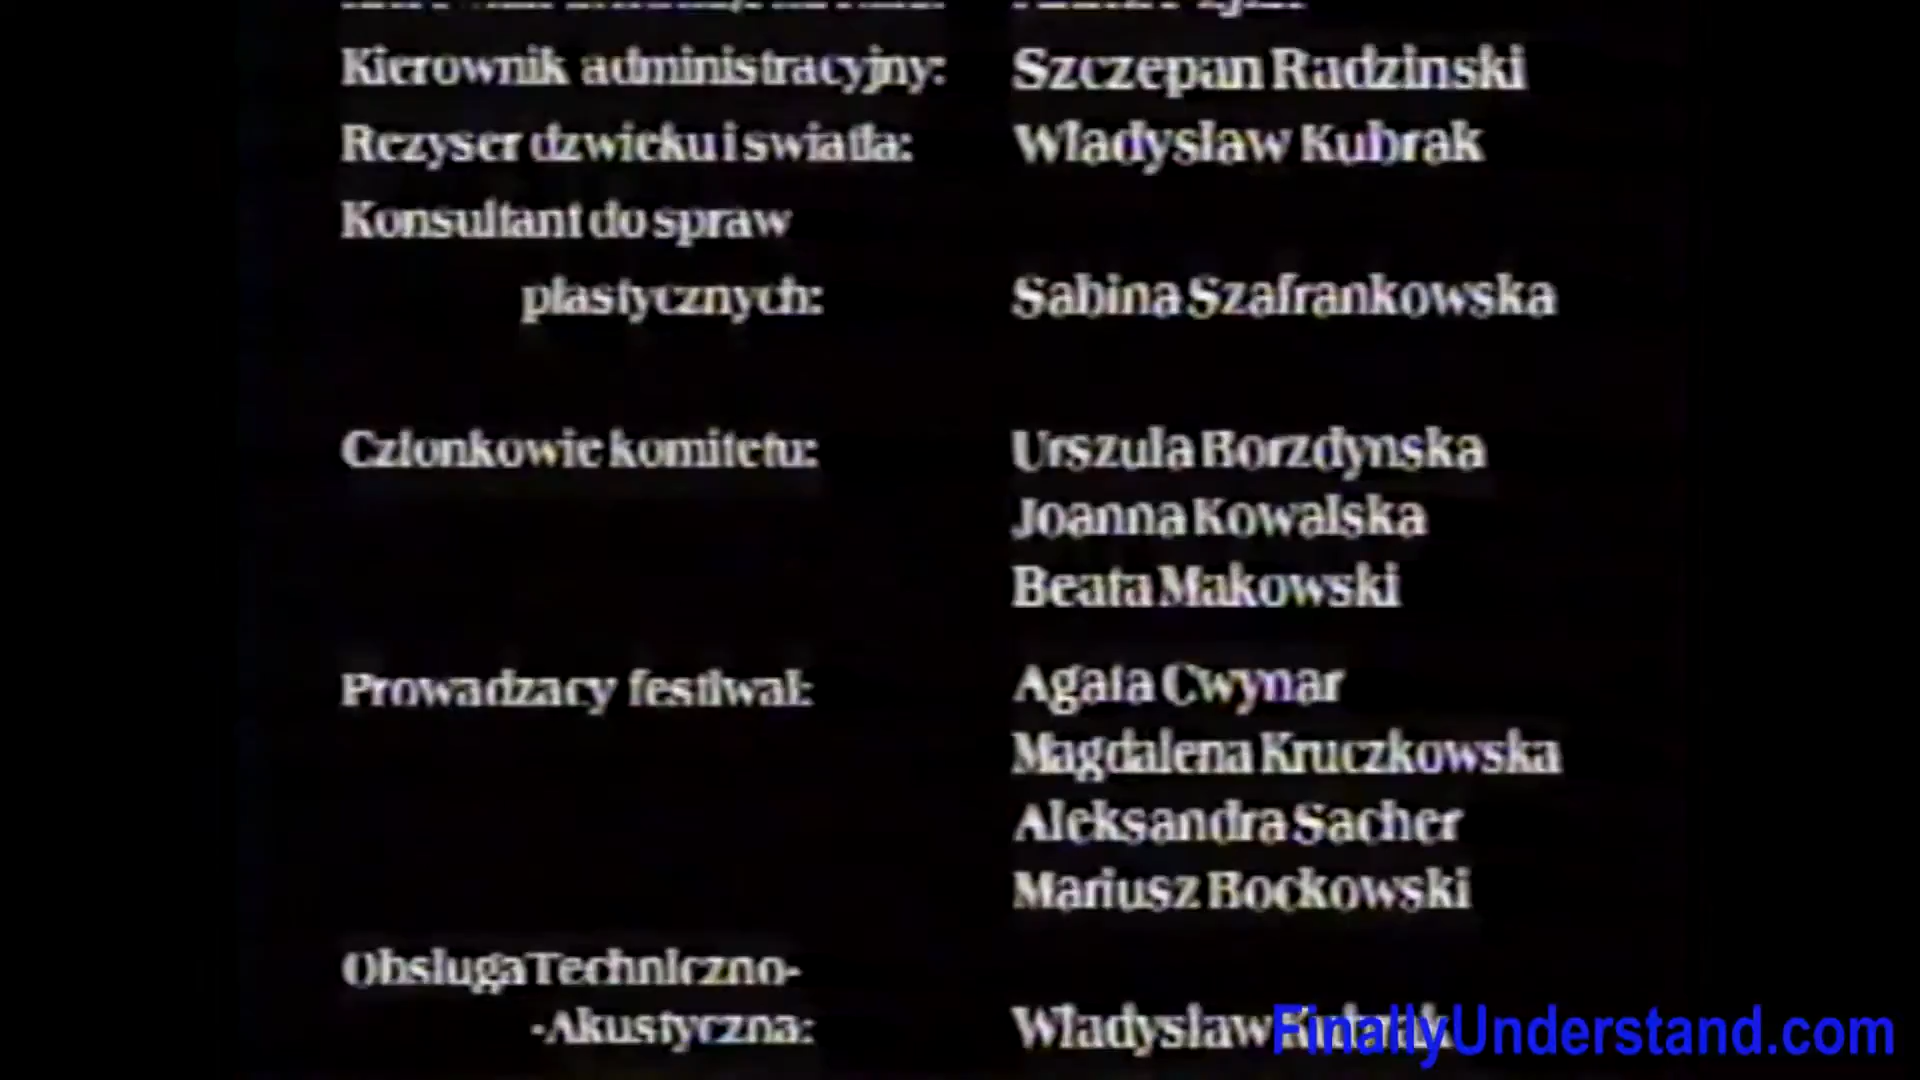 Kierownik administracyjny: Szczepan Radzinski
Rezyser dzwieku i swiatla: Wladyslaw Kubrak
Konsultant do spraw
plastycznych: Sabina Szafrankowska
Czlonkowie komitetu: Urszula Borzdynska
Joanna Kowalska
Beata Makowski
Prowadzacy festiwal: Agata Cwynar
Magdalena Kruczkowska
Aleksandra Sacher
Mariusz Bockowski
Obsluga Techniczno-
-Akustyczna: Wladyslaw Kubrak
FinallyUnderstand.com